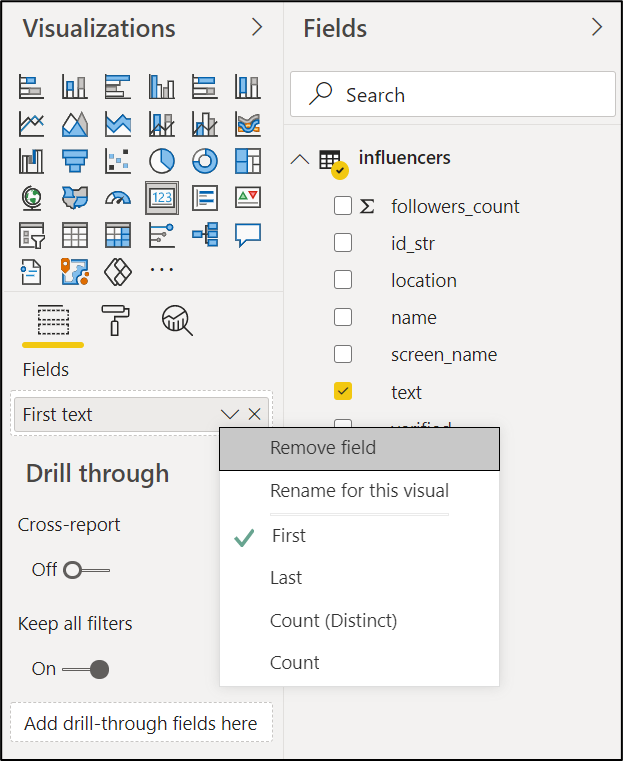 Visualizations
123
Fields
First text
Drill through
Cross-report
Off
Keep all filters
On
Add drill-through fields here
Remove field
Rename for this visual
First
Last
Count (Distinct)
Count
Fields
Search
influencers
Σ followers_count
id_str
location
name
screen_name
text
verified